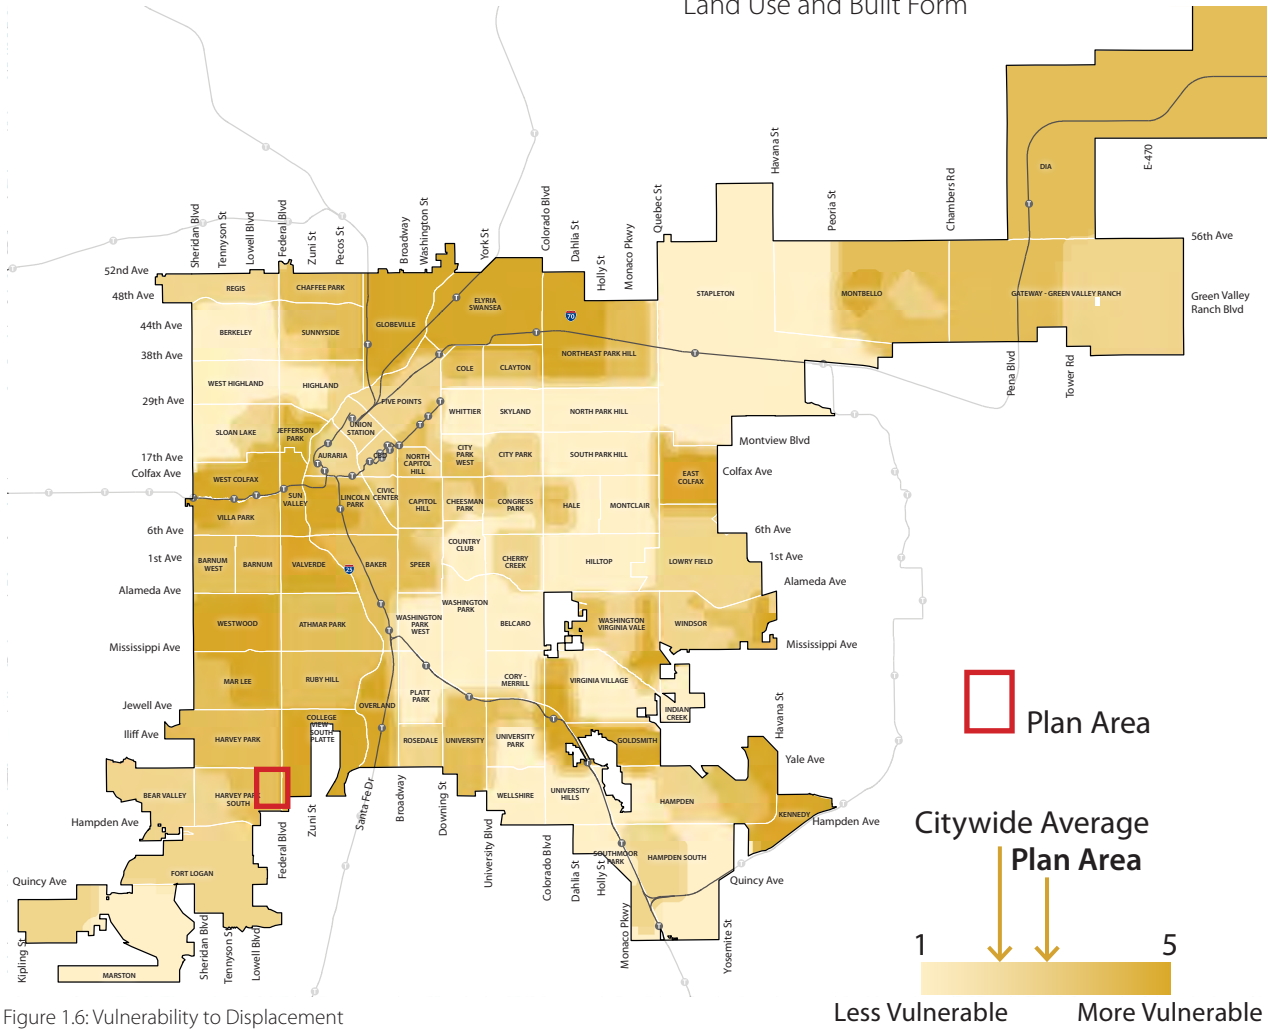 Land Use and Built Form
Havana St
E-470
DIA
Colorado Blvd
Quebec St
Peoria St
Chambers Rd
Sheridan Blvd
Tennyson St
Lowell Blvd
Federal Blvd
Zuni St
Pecos St
Broadway
Washington St
York St
Dahlia St
Holly St
Monaco Pkwy
56th Ave
52nd Ave
REGIS
CHAFFEE PARK
48th Ave
ELYRIA
SWANSEA
STAPLETON
MONTBELLO
GATEWAY - GREEN VALLEY RANCH
Green Valley
Ranch Blvd
70
44th Ave
BERKELEY
SUNNYSIDE
GLOBEVILLE
38th Ave
NORTHEAST PARK HILL
COLE
CLAYTON
WEST HIGHLAND
HIGHLAND
Pena Blvd
Tower Rd
29th Ave
FIVE POINTS
WHITTIER
SKYLAND
NORTH PARK HILL
SLOAN LAKE
JEFFERSON
PARK
UNION
STATION
Montview Blvd
17th Ave
AURARIA
CBD
NORTH
CAPITOL
HILL
CITY
PARK
WEST
CITY PARK
SOUTH PARK HILL
Colfax Ave
WEST COLFAX
EAST
COLFAX
Colfax Ave
SUN
VALLEY
LINCOLN
PARK
CIVIC
CENTER
CAPITOL
HILL
CHEESMAN
PARK
CONGRESS
PARK
HALE
MONTCLAIR
VILLA PARK
6th Ave
6th Ave
COUNTRY
CLUB
1st Ave
BARNUM
WEST
BARNUM
VALVERDE
25
BAKER
SPEER
CHERRY
CREEK
HILLTOP
LOWRY FIELD
1st Ave
Alameda Ave
Alameda Ave
WESTWOOD
ATHMAR PARK
WASHINGTON
PARK
WEST
WASHINGTON
PARK
BELCARO
WASHINGTON
VIRGINIA VALE
WINDSOR
Mississippi Ave
Mississippi Ave
MAR LEE
RUBY HILL
PLATT
PARK
CORY -
MERRILL
VIRGINIA VILLAGE
INDIAN
CREEK
Havana St
Plan Area
Jewell Ave
OVERLAND
COLLEGE
VIEW
SOUTH
PLATTE
Iliff Ave
HARVEY PARK
ROSEDALE
UNIVERSITY
UNIVERSITY
PARK
GOLDSMITH
Yale Ave
BEAR VALLEY
HARVEY PARK
SOUTH
Zuni St
Santa Fe Dr
Broadway
Downing St
WELLSHIRE
UNIVERSITY
HILLS
HAMPDEN
KENNEDY
Hampden Ave
Hampden Ave
Citywide Average
Plan Area
Federal Blvd
University Blvd
Colorado Blvd
Dahlia St
Holly St
SOUTHMOOR
PARK
HAMPDEN SOUTH
Quincy Ave
FORT LOGAN
Quincy Ave
Kipling St
Sheridan Blvd
Tennyson St
Lowell Blvd
Monaco Pkwy
Yosemite St
1
5
MARSTON
Less Vulnerable
More Vulnerable
Figure 1.6: Vulnerability to Displacement